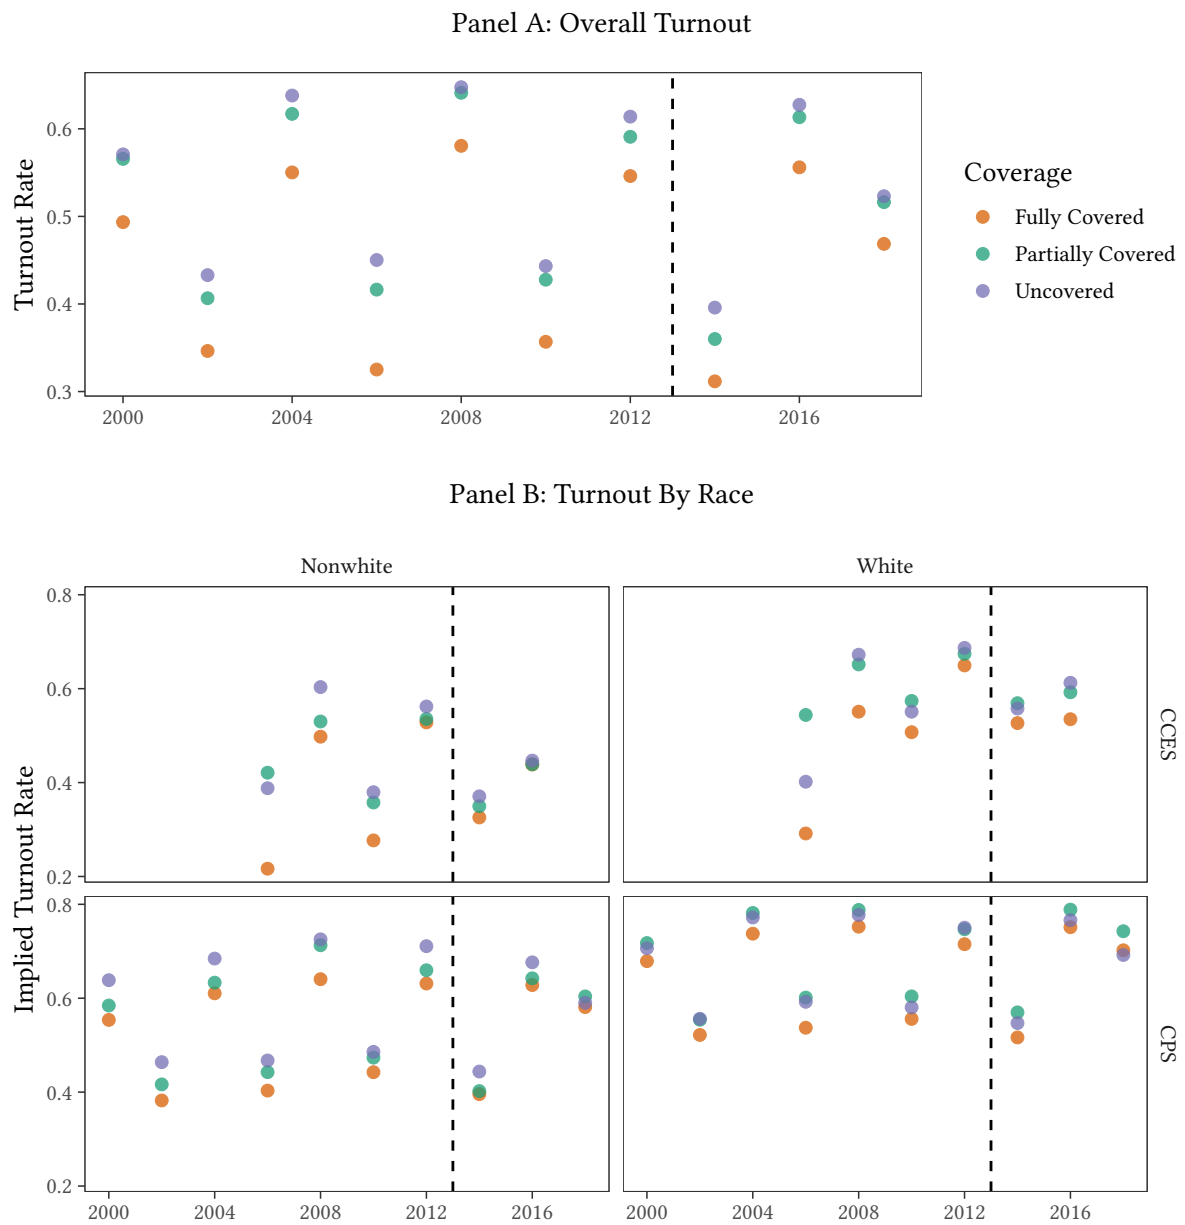 Panel A: Overall Turnout
Turnout Rate
0.6
0.5
0.4
0.3
2000 2004 2008 2012 2016
Coverage
Fully Covered
Partially Covered
Uncovered
Panel B: Turnout By Race
Nonwhite White
Implied Turnout Rate
0.8
0.6
0.4
0.2
CCES
0.8
0.6
0.4
0.2
CPS
2000 2004 2008 2012 2016 2000 2004 2008 2012 2016